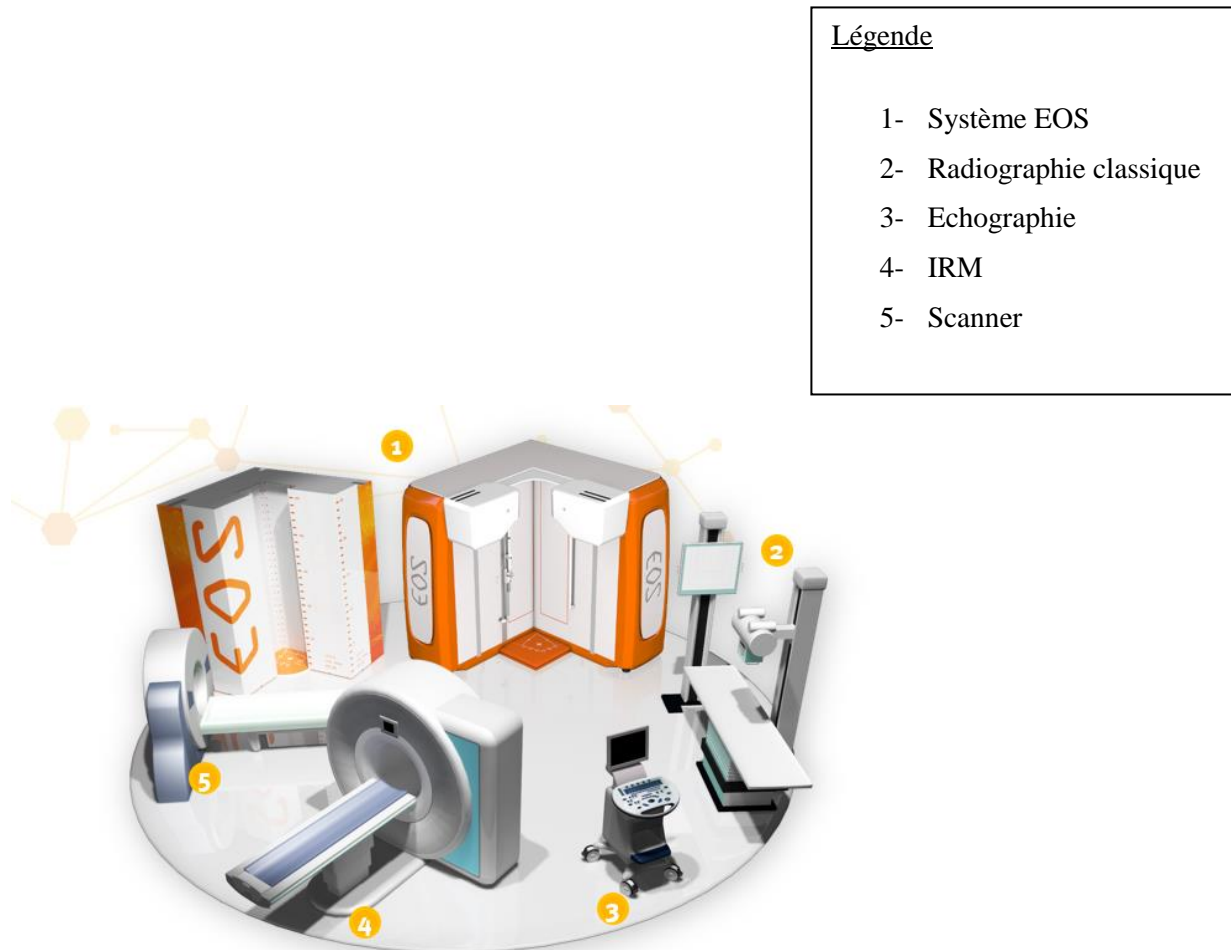 Légende
1- Système EOS
2- Radiographie classique
3- Echographie
4- IRM
5- Scanner
1
2
EOS
EOS
EOS
5
4
3